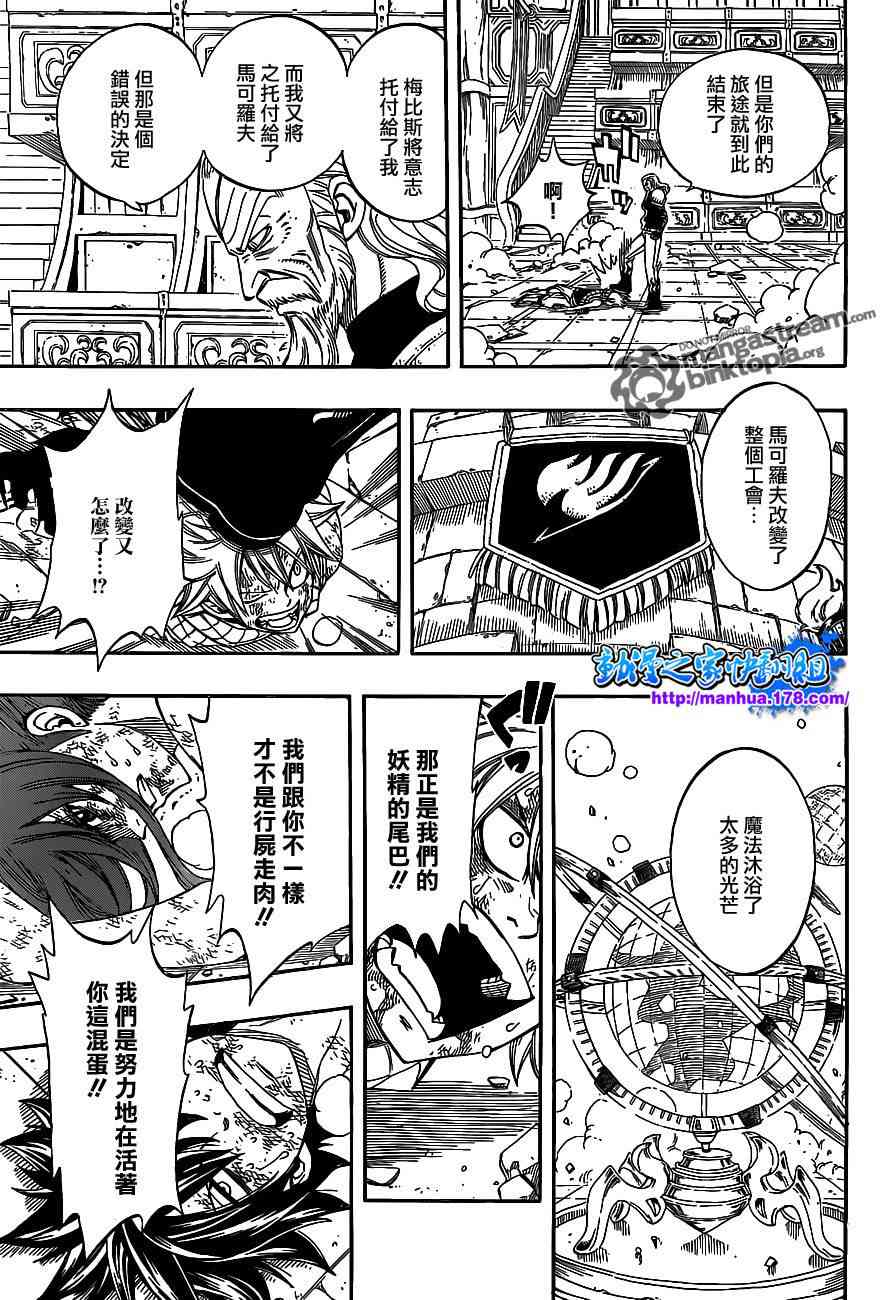 但是你們的
旅途就到此
結束了
啊！
梅比斯將意志
托付給了我
而我又將
之托付給了
馬可羅夫
但那是個
錯誤的決定
DO NOT MIRROR
mangastream.com
binktopia.org
馬可羅夫改變了
整個工會…
改變又
怎麼了…!?
動漫之家汉化组
http://manhua.178.com/
魔法沐浴了
太多的光芒
那正是我們的
妖精的尾巴!!
我們跟你不一樣
才不是行屍走肉!!
我們是努力地在活著
你這混蛋!!